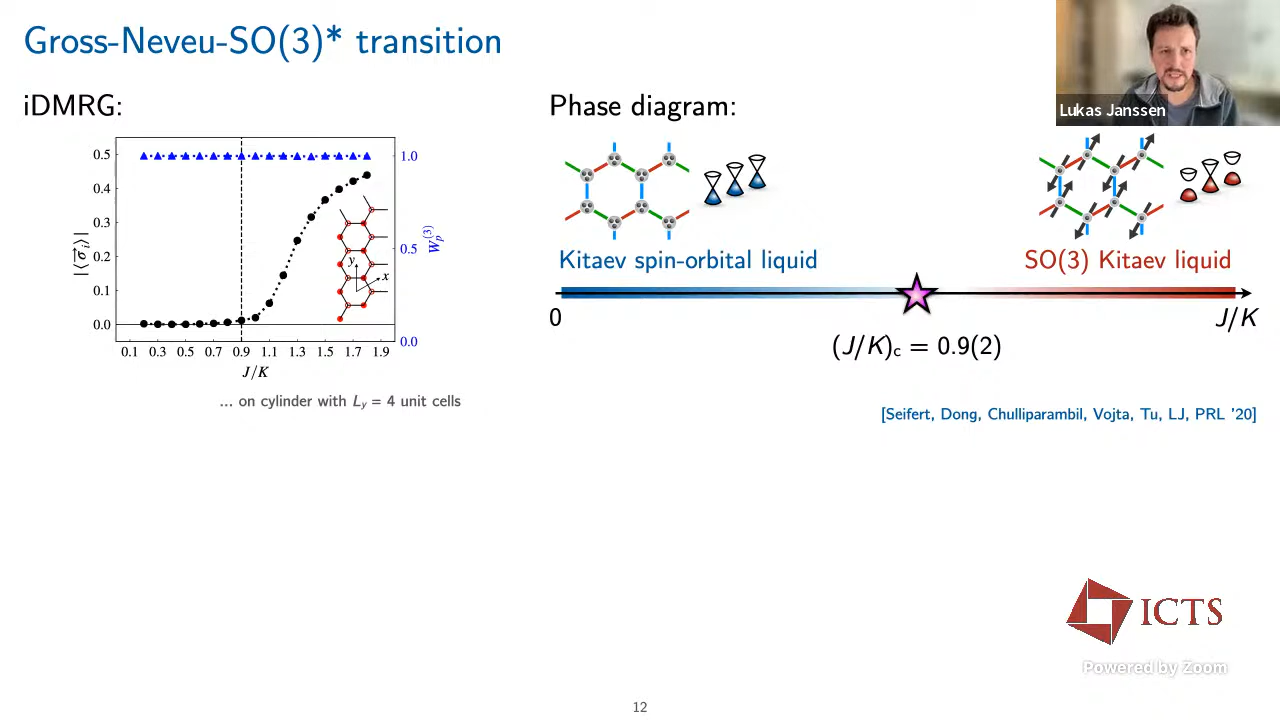 Gross-Neveu-SO(3)* transition
Lukas Janssen
iDMRG:
Phase diagram:
0.5
0.4
0.3
0.2
0.1
0.0
|⟨σ⃗ᵢ⟩|
1.0
0.5
0.0
Wₚ⁽³⁾
y
x
0.1 0.3 0.5 0.7 0.9 1.1 1.3 1.5 1.7 1.9
J/K
... on cylinder with Lᵧ = 4 unit cells
Kitaev spin-orbital liquid
SO(3) Kitaev liquid
0
J/K
(J/K)c = 0.9(2)
[Seifert, Dong, Chulliparambil, Vojta, Tu, LJ, PRL '20]
ICTS
Powered by Zoom
12